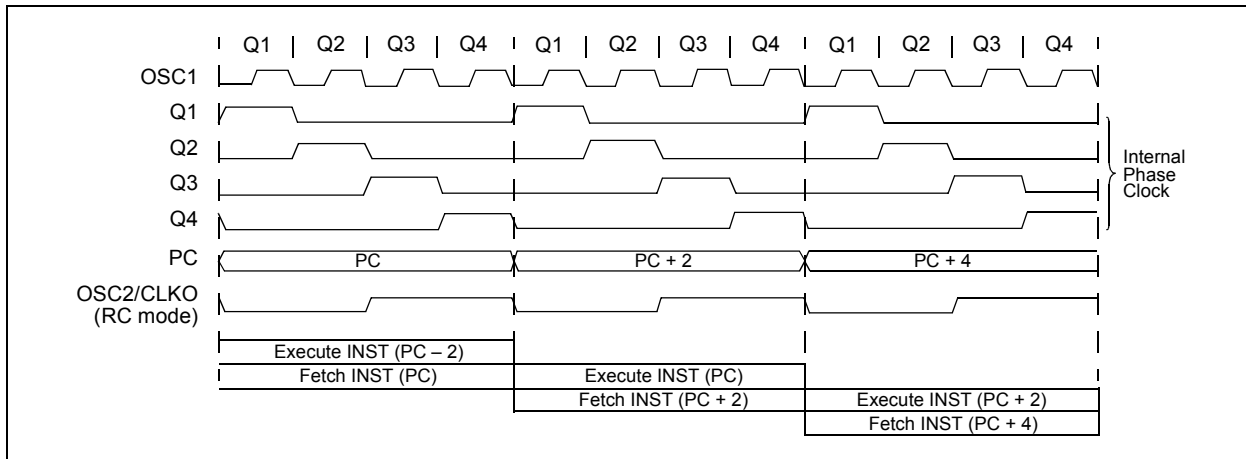 Q1 Q2 Q3 Q4 Q1 Q2 Q3 Q4 Q1 Q2 Q3 Q4
OSC1
Q1
Q2
Q3
Q4
Internal
Phase
Clock
PC PC PC + 2 PC + 4
OSC2/CLKO
(RC mode)
Execute INST (PC – 2)
Fetch INST (PC) Execute INST (PC)
Fetch INST (PC + 2) Execute INST (PC + 2)
Fetch INST (PC + 4)